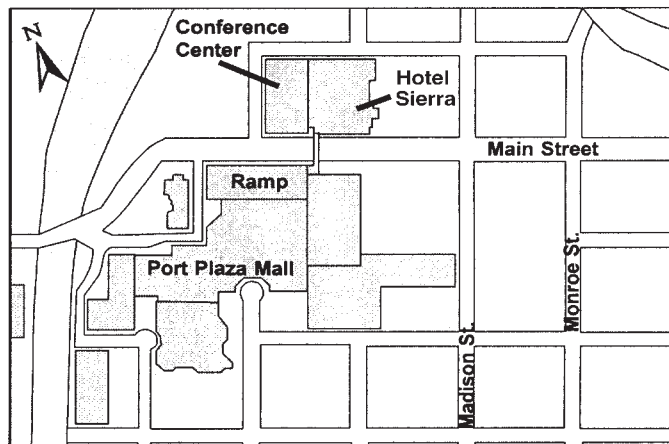 N
Conference
Center
Hotel
Sierra
Main Street
Ramp
Port Plaza Mall
Monroe St.
Madison St.